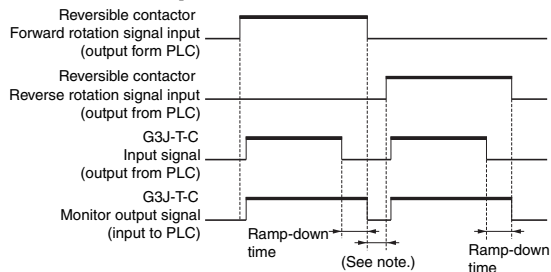 Reversible contactor
Forward rotation signal input
(output form PLC)
Reversible contactor
Reverse rotation signal input
(output from PLC)
G3J-T-C
Input signal
(output from PLC)
G3J-T-C
Monitor output signal
(input to PLC)
Ramp-down
time
(See note.)
Ramp-down
time